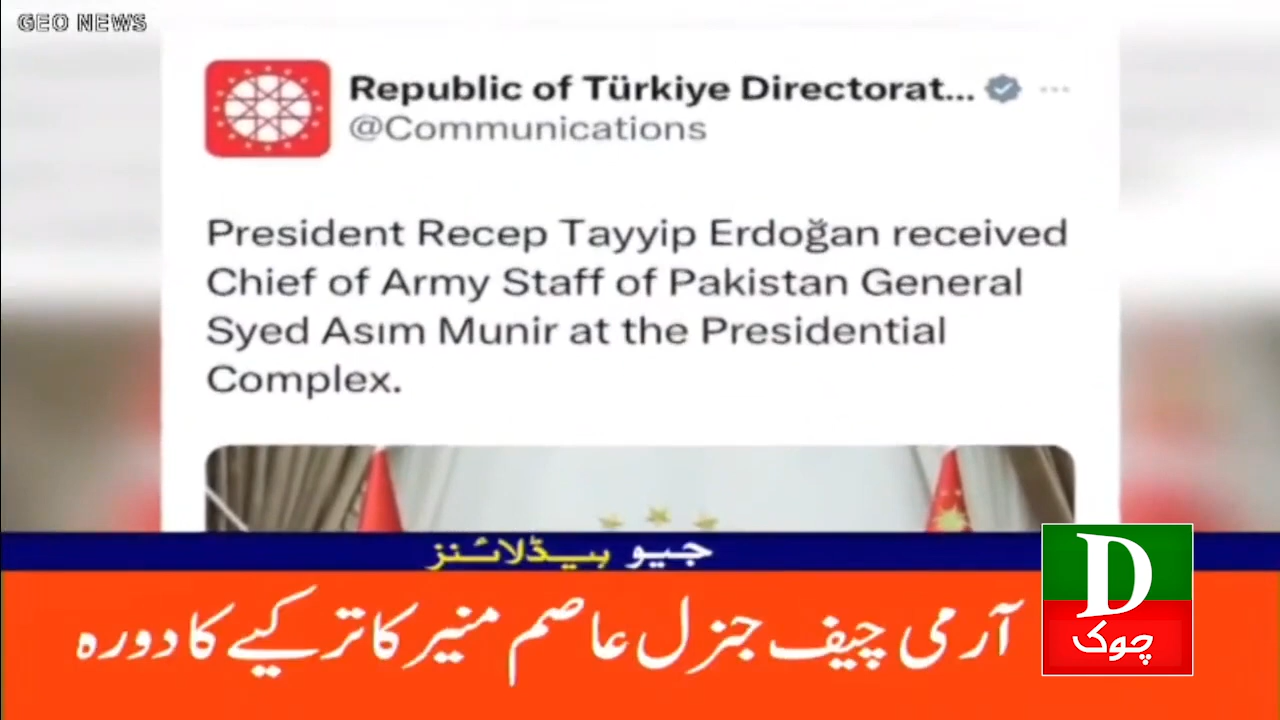 GEO NEWS
Republic of Türkiye Directorat...
@Communications
President Recep Tayyip Erdoğan received
Chief of Army Staff of Pakistan General
Syed Asım Munir at the Presidential
Complex.
جیو ہیڈلائنز
آرمی چیف جنرل عاصم منیر کا ترکیے کا دورہ
D
چوک